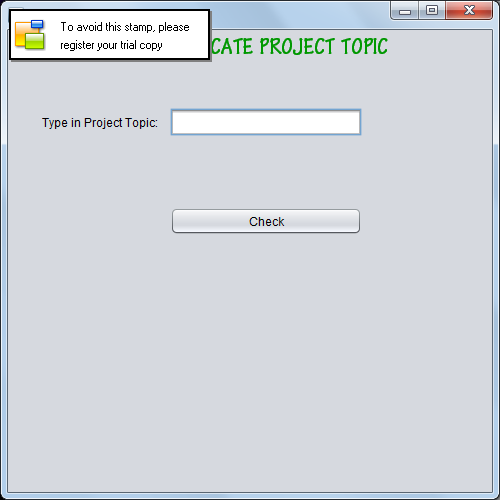 To avoid this stamp, please
register your trial copy
CATE PROJECT TOPIC
Type in Project Topic:
Check